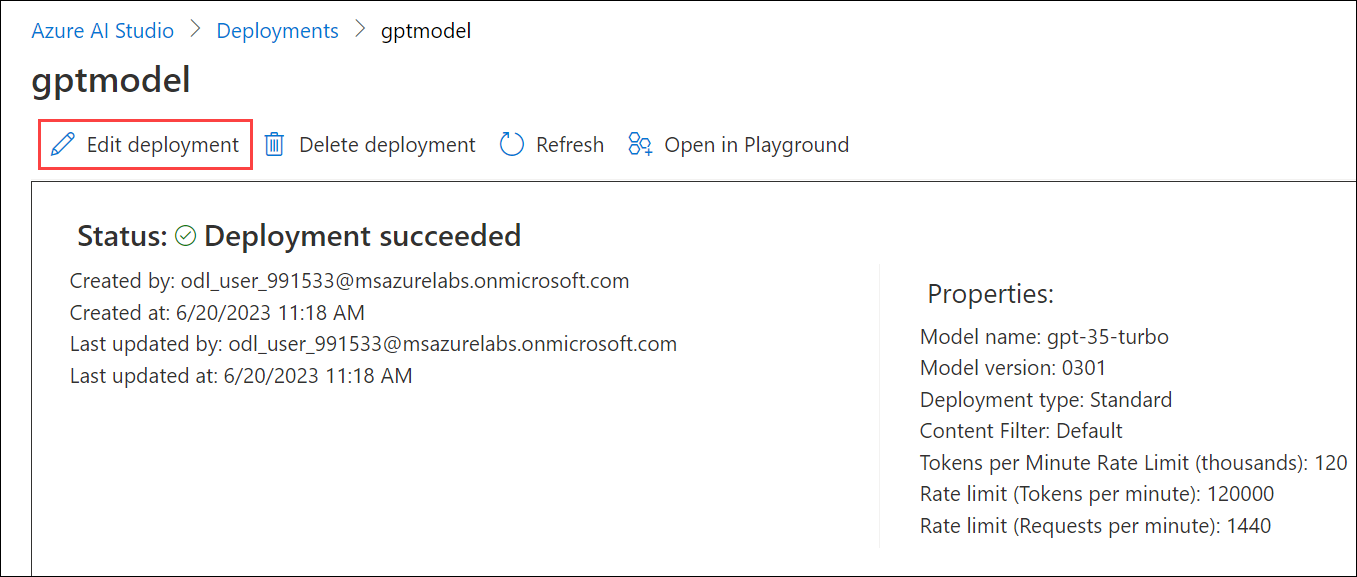 Azure AI Studio > Deployments > gptmodel
gptmodel
Edit deployment Delete deployment Refresh Open in Playground
Status: Deployment succeeded
Created by: odl_user_991533@msazurelabs.onmicrosoft.com
Created at: 6/20/2023 11:18 AM
Last updated by: odl_user_991533@msazurelabs.onmicrosoft.com
Last updated at: 6/20/2023 11:18 AM
Properties:
Model name: gpt-35-turbo
Model version: 0301
Deployment type: Standard
Content Filter: Default
Tokens per Minute Rate Limit (thousands): 120
Rate limit (Tokens per minute): 120000
Rate limit (Requests per minute): 1440